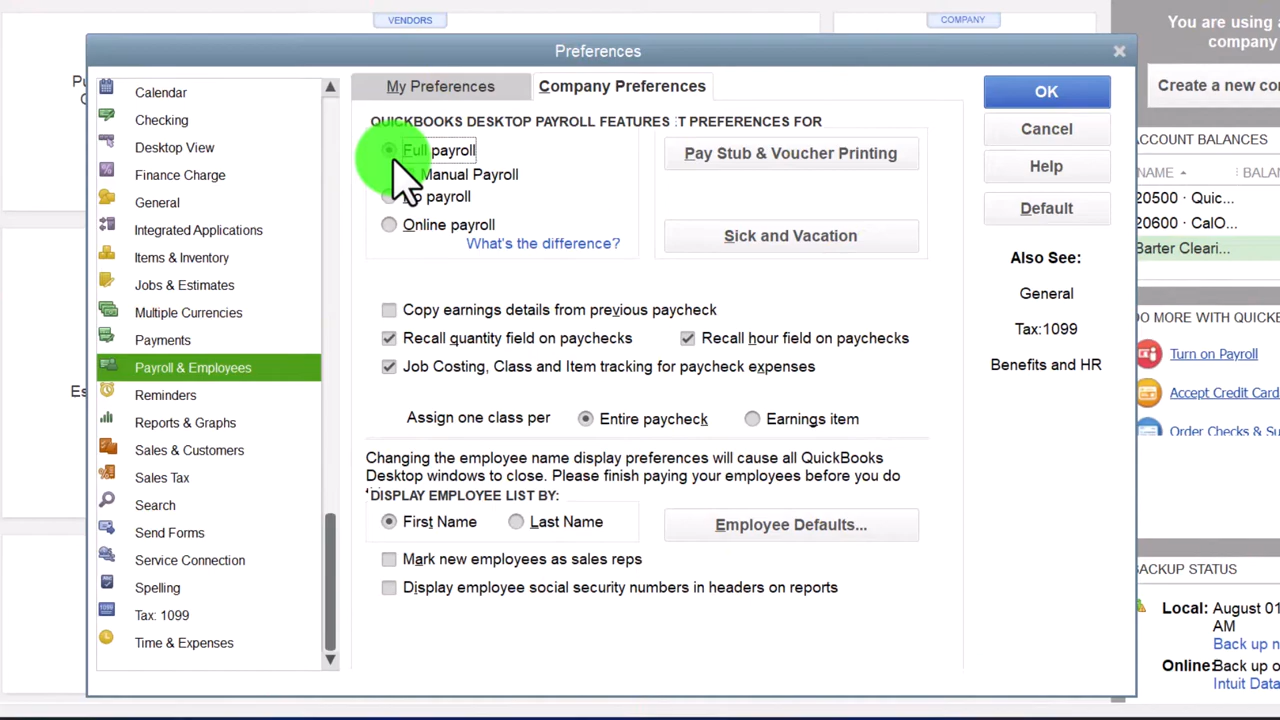 VENDORS
COMPANY
You are using a
company
Preferences
Create a new co
My Preferences
Company Preferences
OK
Cancel
Help
Default
Also See:
General
Tax:1099
Benefits and HR
Calendar
Checking
Desktop View
Finance Charge
General
Integrated Applications
Items & Inventory
Jobs & Estimates
Multiple Currencies
Payments
Payroll & Employees
Reminders
Reports & Graphs
Sales & Customers
Sales Tax
Search
Send Forms
Service Connection
Spelling
Tax: 1099
Time & Expenses
QUICKBOOKS DESKTOP PAYROLL FEATURES
T PREFERENCES FOR
Full payroll
Manual Payroll
payroll
Online payroll
What's the difference?
Pay Stub & Voucher Printing
Sick and Vacation
Copy earnings details from previous paycheck
Recall quantity field on paychecks
Recall hour field on paychecks
Job Costing, Class and Item tracking for paycheck expenses
Assign one class per
Entire paycheck
Earnings item
Changing the employee name display preferences will cause all QuickBooks
Desktop windows to close. Please finish paying your employees before you do
DISPLAY EMPLOYEE LIST BY:
First Name
Last Name
Employee Defaults...
Mark new employees as sales reps
Display employee social security numbers in headers on reports
ACCOUNT BALANCES
NAME
BALAN
20500 · Quic...
20600 · CalO...
Barter Cleari...
DO MORE WITH QUICKB
Turn on Payroll
Accept Credit Card
Order Checks & Su
BACKUP STATUS
Local: August 01
AM
Back up n
Online: Back up o
Intuit Data